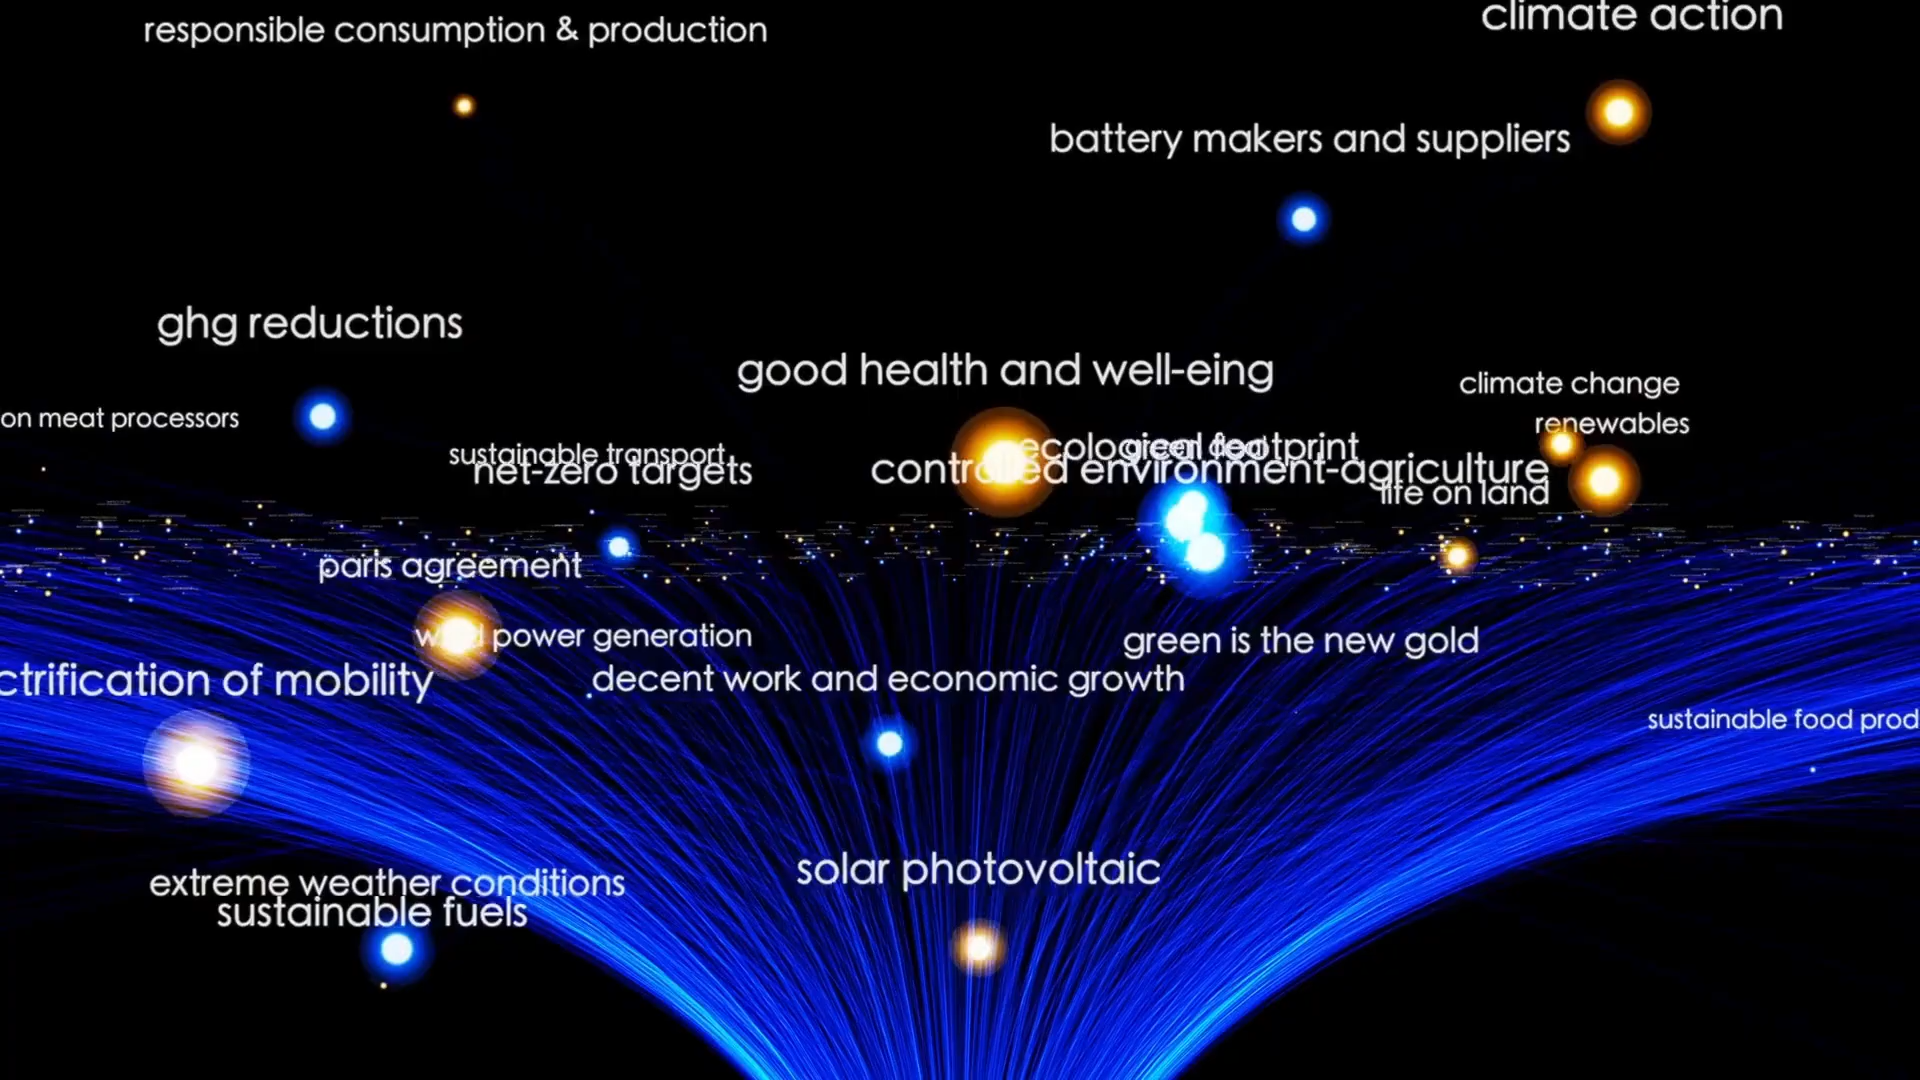 responsible consumption & production
climate action
battery makers and suppliers
ghg reductions
good health and well-eing
climate change
on meat processors
renewables
sustainable transport
net-zero targets
ecological footprint
controlled environment-agriculture
life on land
paris agreement
wind power generation
green is the new gold
ctrification of mobility
decent work and economic growth
sustainable food prod
solar photovoltaic
extreme weather conditions
sustainable fuels